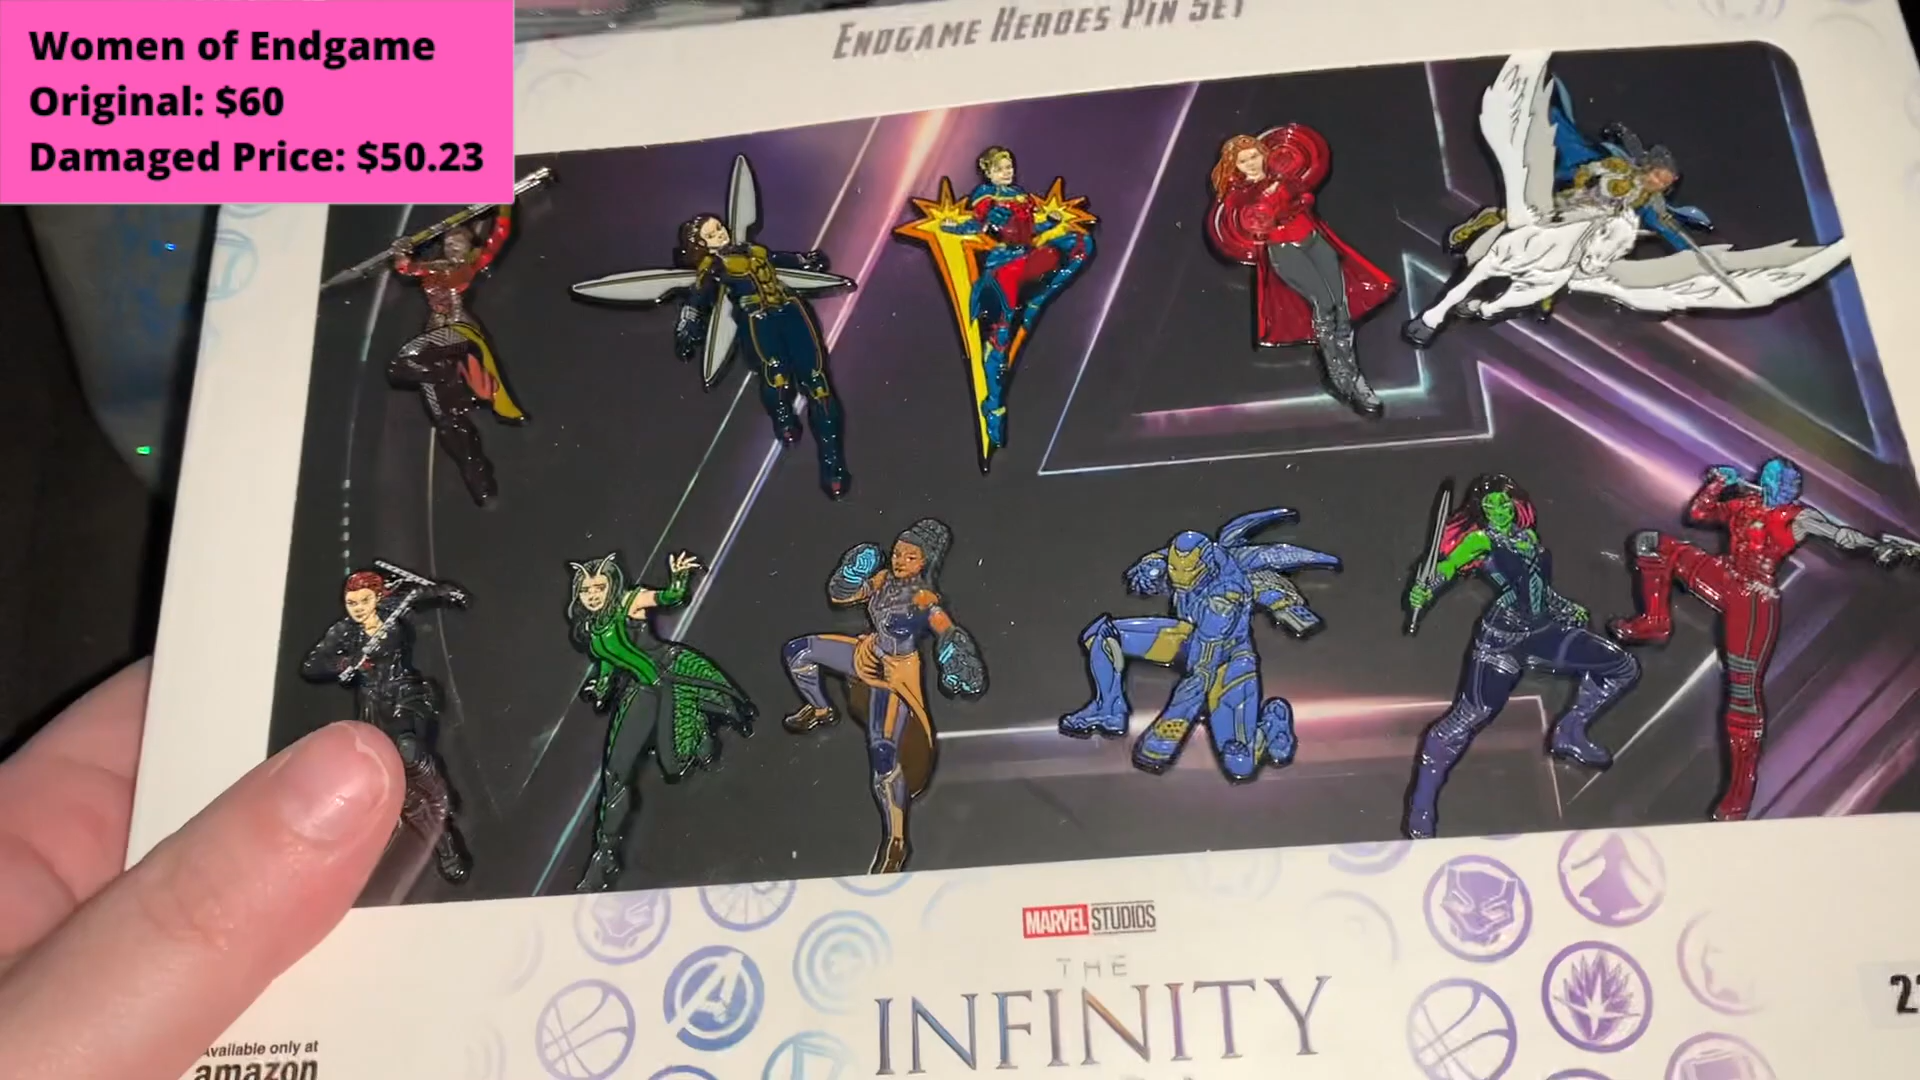 Women of Endgame
Original: $60
Damaged Price: $50.23
ENDGAME HEROES PIN SET
MARVEL STUDIOS
THE
INFINITY
Available only at
amazon